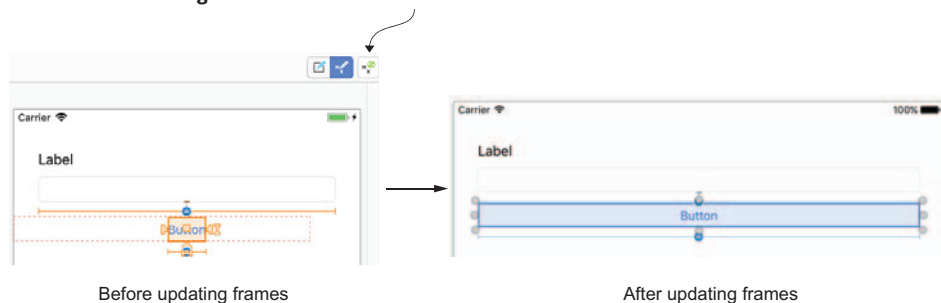 Carrier
Label
Button
Before updating frames
Carrier
100%
Label
Button
After updating frames